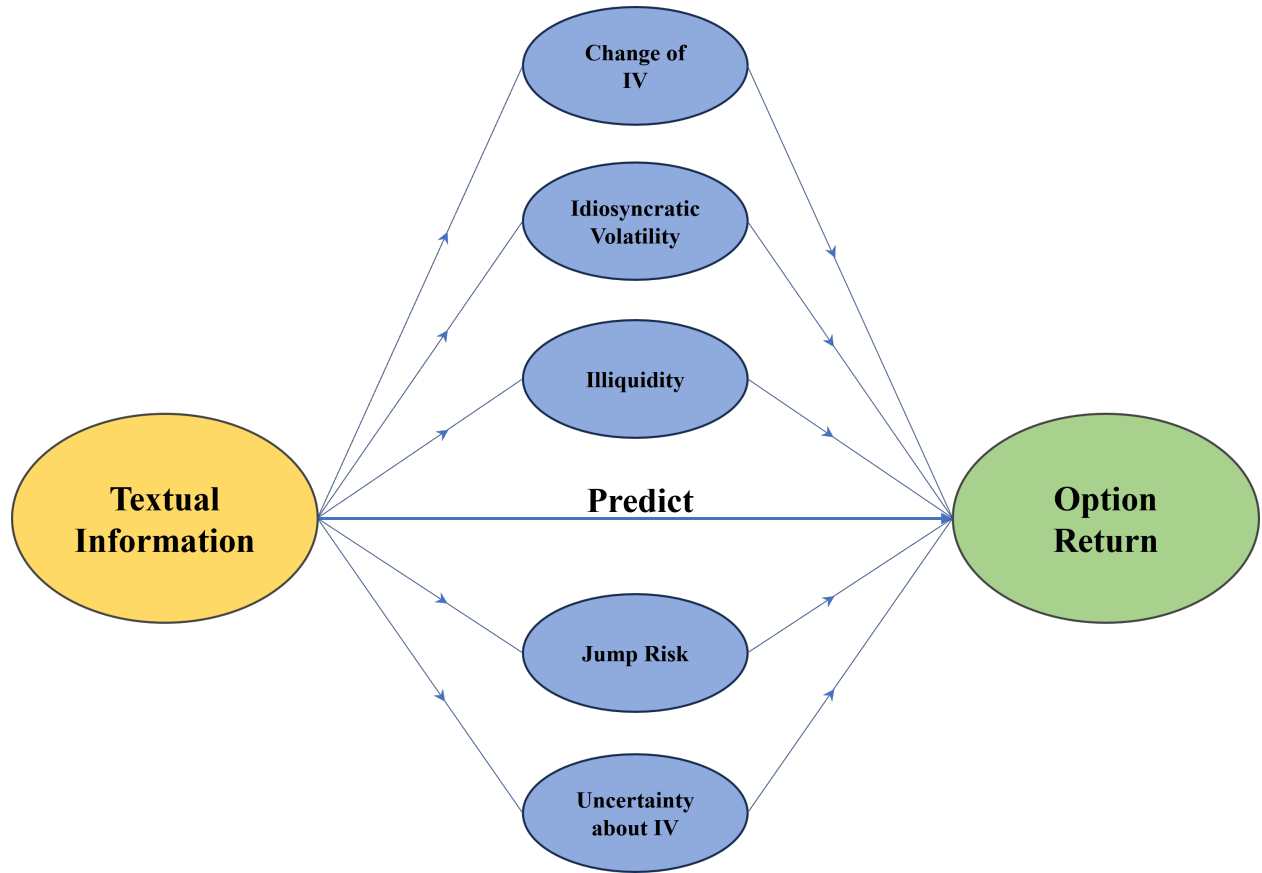 Change of
IV
Idiosyncratic
Volatility
Illiquidity
Textual
Information
Predict
Option
Return
Jump Risk
Uncertainty
about IV